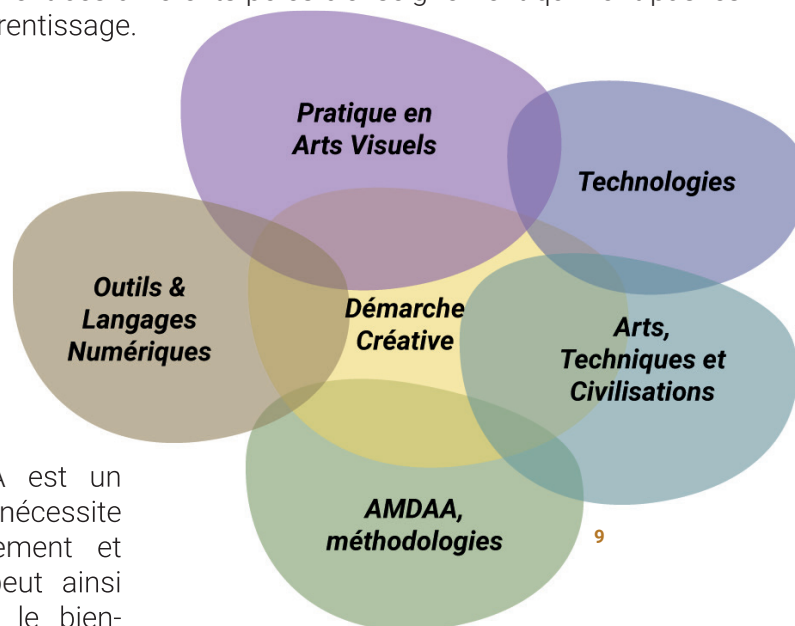 rentissage.
Pratique en
Arts Visuels
Technologies
Outils &
Langages
Numériques
Démarche
Créative
Arts,
Techniques et
Civilisations
AMDAA,
méthodologies
9
A est un
nécessite
ement et
peut ainsi
le bien-